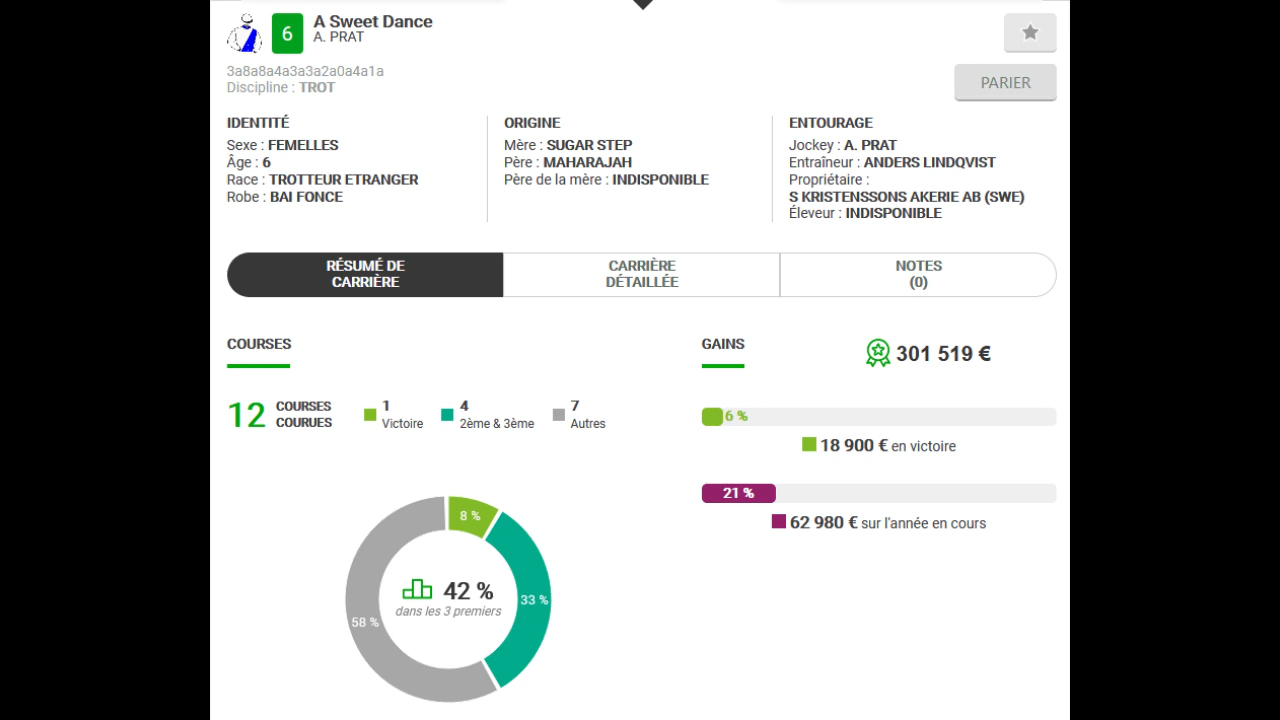 6
A Sweet Dance
A. PRAT
3a8a8a4a3a3a2a0a4a1a
Discipline : TROT
PARIER
IDENTITÉ
Sexe : FEMELLES
Âge : 6
Race : TROTTEUR ETRANGER
Robe : BAI FONCE
ORIGINE
Mère : SUGAR STEP
Père : MAHARAJAH
Père de la mère : INDISPONIBLE
ENTOURAGE
Jockey : A. PRAT
Entraîneur : ANDERS LINDQVIST
Propriétaire :
S KRISTENSSONS AKERIE AB (SWE)
Éleveur : INDISPONIBLE
RÉSUMÉ DE
CARRIÈRE
CARRIÈRE
DÉTAILLÉE
NOTES
(0)
COURSES
12
COURSES
COURUES
1
Victoire
4
2ème & 3ème
7
Autres
8 %
33 %
58 %
42 %
dans les 3 premiers
GAINS
301 519 €
6 %
18 900 € en victoire
21 %
62 980 € sur l'année en cours